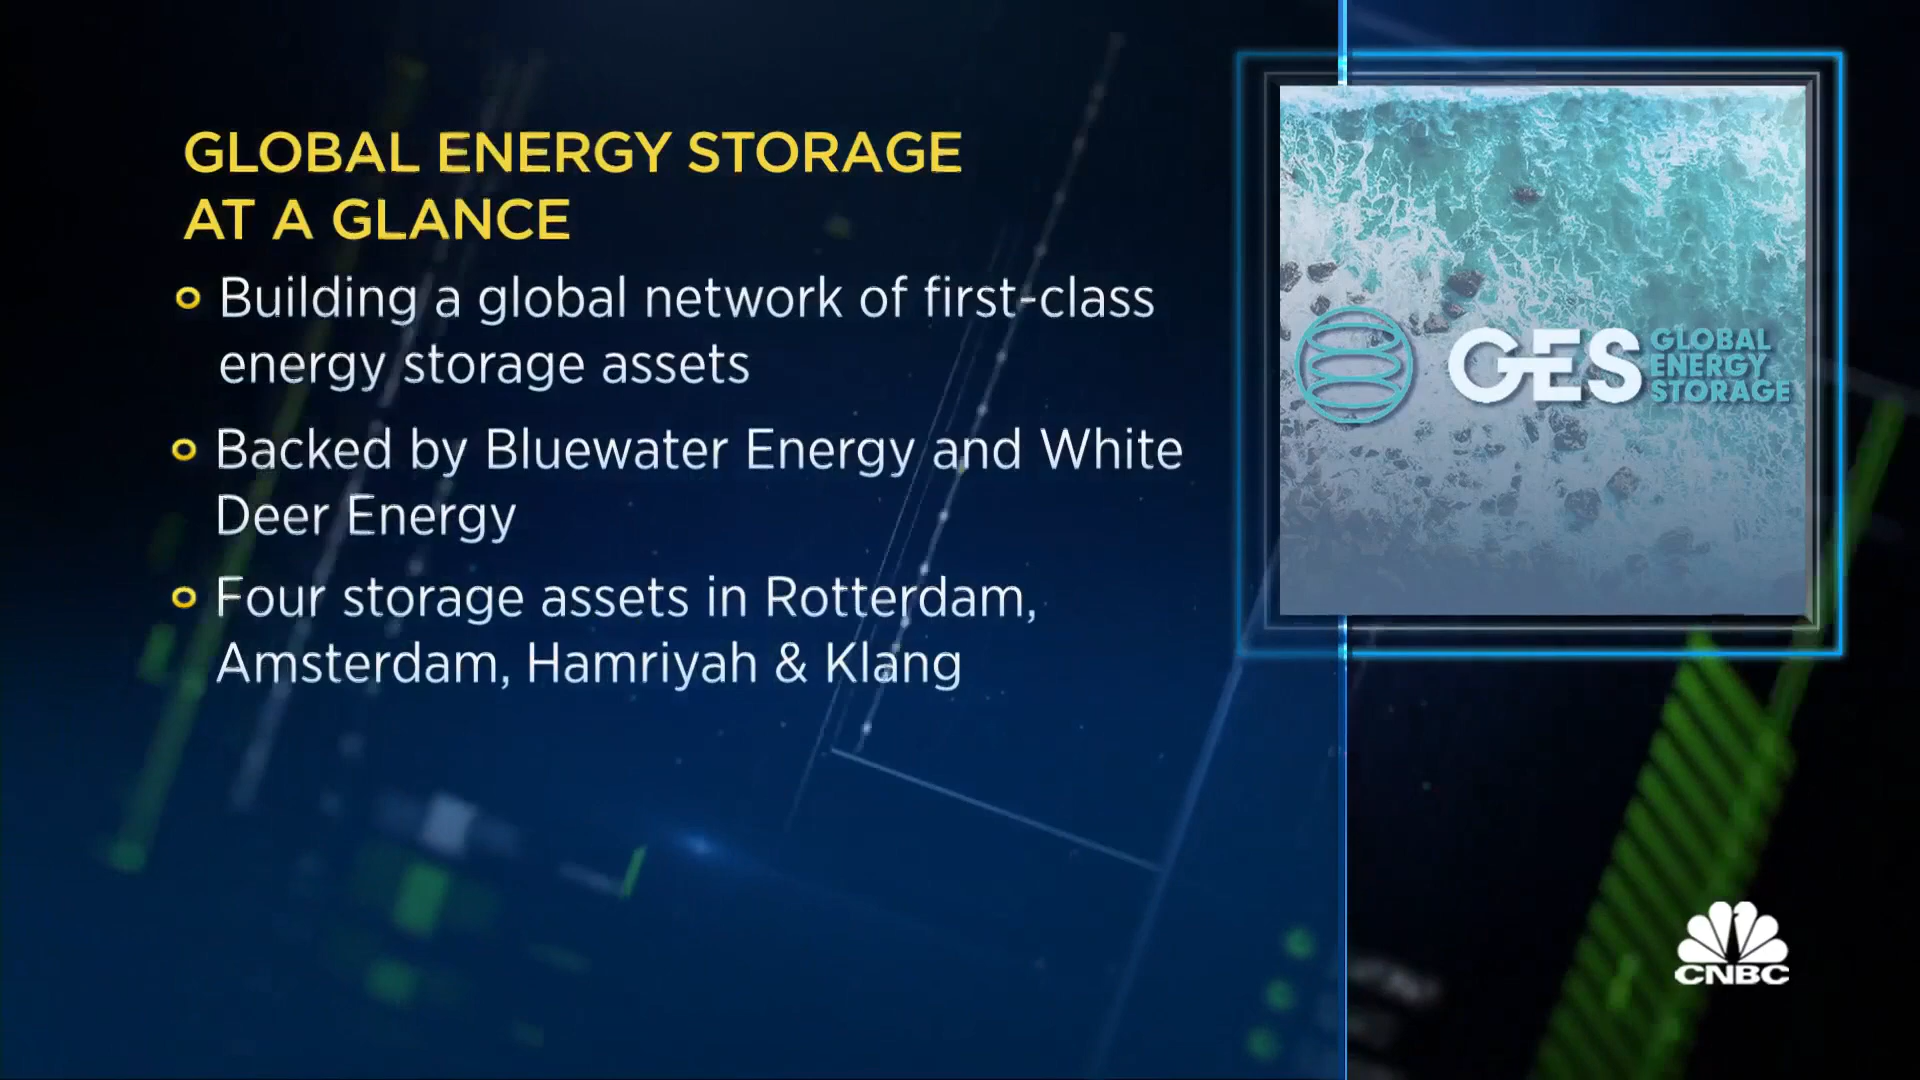 GLOBAL ENERGY STORAGE
AT A GLANCE
Building a global network of first-class
energy storage assets
Backed by Bluewater Energy and White
Deer Energy
Four storage assets in Rotterdam,
Amsterdam, Hamriyah & Klang
GES
GLOBAL
ENERGY
STORAGE
CNBC